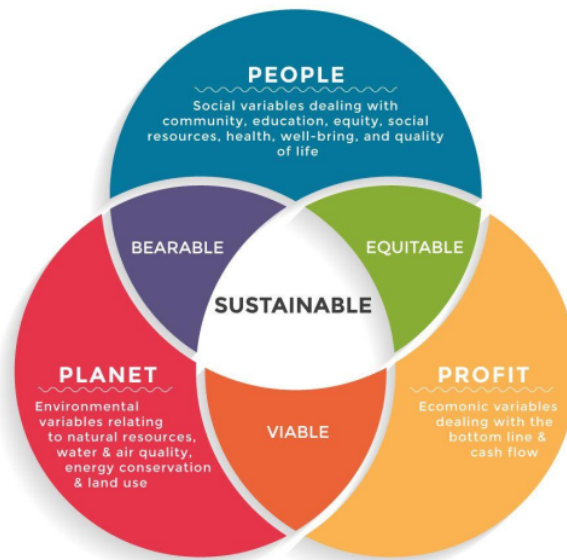 PEOPLE
Social variables dealing with
community, education, equity, social
resources, health, well-bring, and quality
of life
BEARABLE
EQUITABLE
SUSTAINABLE
PLANET
Environmental
variables relating
to natural resources,
water & air quality,
energy conservation
& land use
PROFIT
Ecomonic variables
dealing with the
bottom line &
cash flow
VIABLE